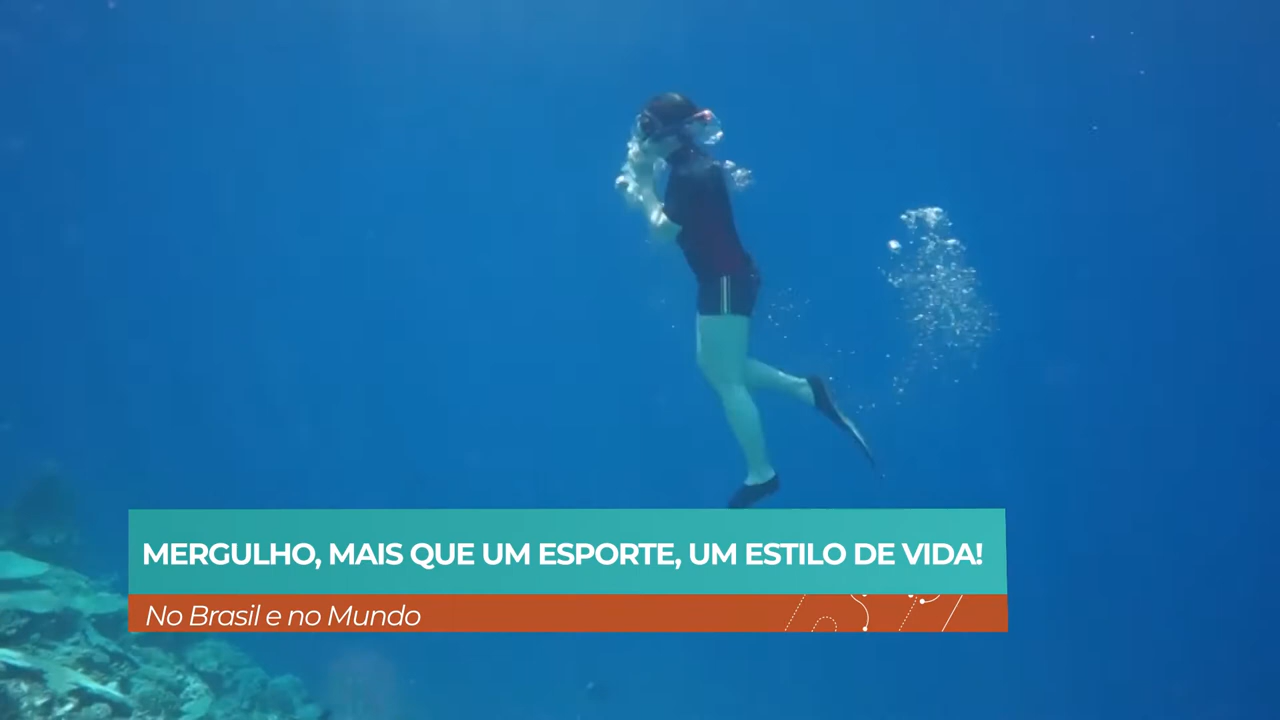 MERGULHO, MAIS QUE UM ESPORTE, UM ESTILO DE VIDA!
No Brasil e no Mundo